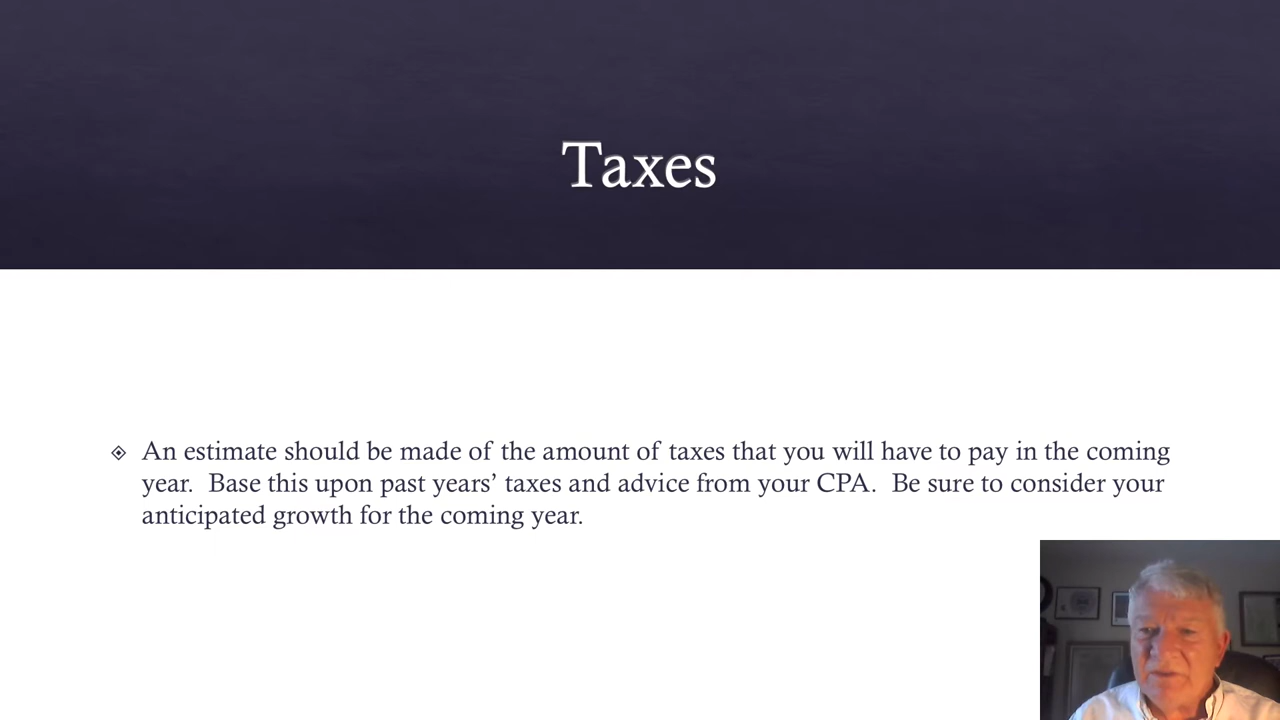 Taxes
An estimate should be made of the amount of taxes that you will have to pay in the coming
year.  Base this upon past years’ taxes and advice from your CPA.  Be sure to consider your
anticipated growth for the coming year.